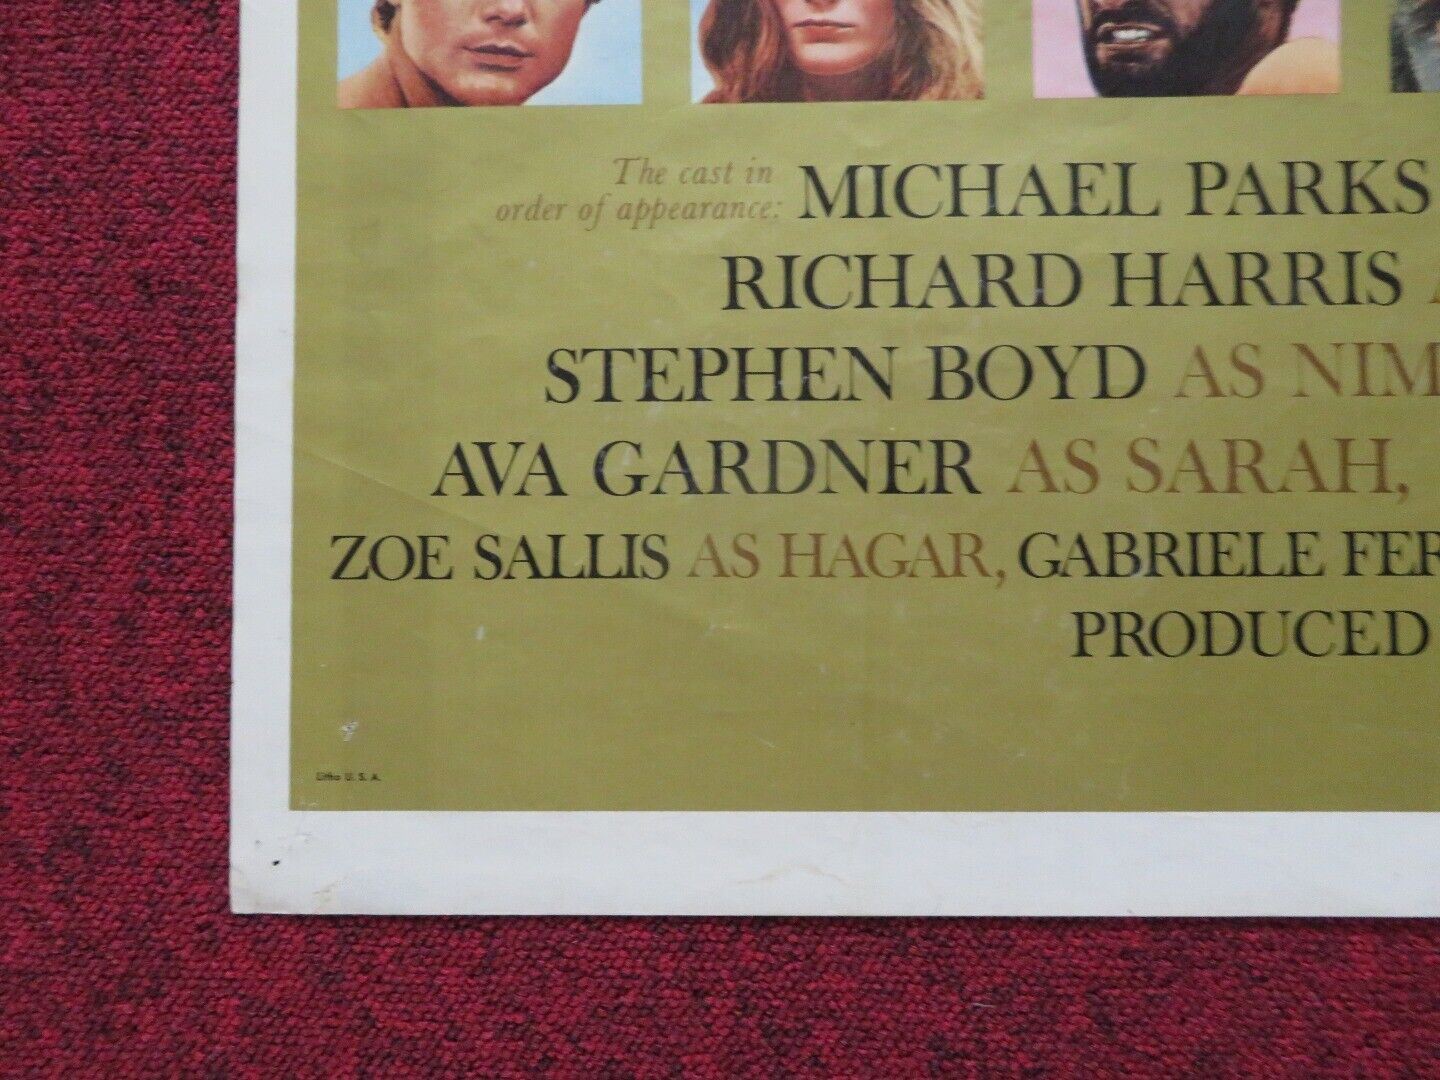 The cast in
order of appearance: MICHAEL PARKS
RICHARD HARRIS
STEPHEN BOYD AS NIM
AVA GARDNER AS SARAH,
ZOE SALLIS AS HAGAR, GABRIELE FER
PRODUCED
Litho U. S. A.